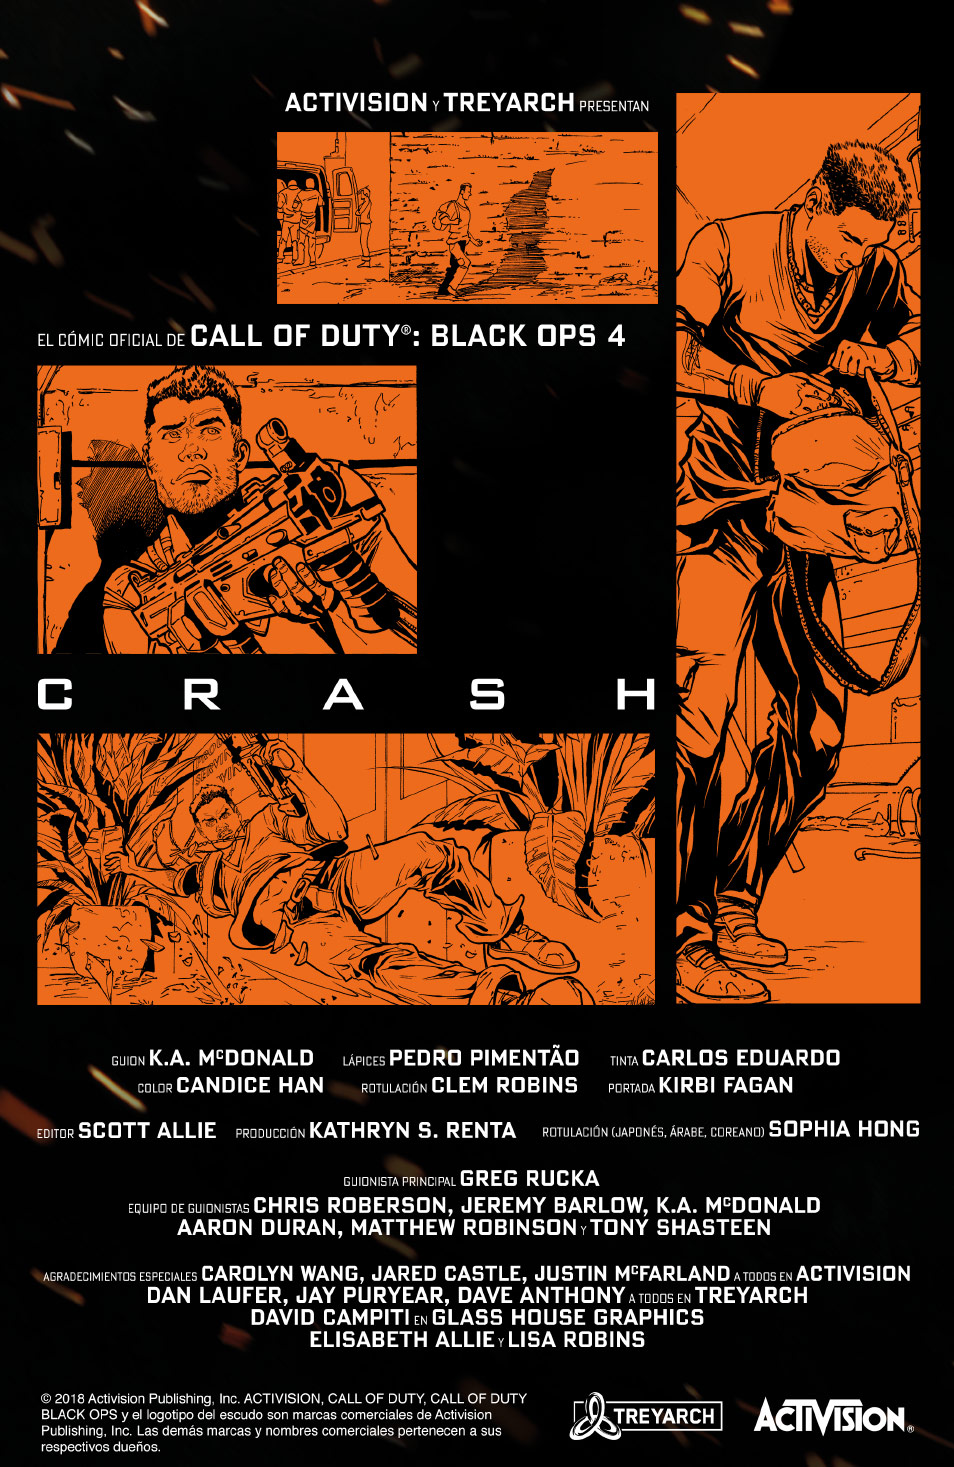 ACTIVISION Y TREYARCH PRESENTAN
EL CÓMIC OFICIAL DE CALL OF DUTY®: BLACK OPS 4
CRASH
GUION K.A. McDONALD LÁPICES PEDRO PIMENTÃO TINTA CARLOS EDUARDO
COLOR CANDICE HAN ROTULACIÓN CLEM ROBINS PORTADA KIRBI FAGAN
EDITOR SCOTT ALLIE PRODUCCIÓN KATHRYN S. RENTA ROTULACIÓN (JAPONÉS, ÁRABE, COREANO) SOPHIA HONG
GUIONISTA PRINCIPAL GREG RUCKA
EQUIPO DE GUIONISTAS CHRIS ROBERSON, JEREMY BARLOW, K.A. McDONALD
AARON DURAN, MATTHEW ROBINSON Y TONY SHASTEEN
AGRADECIMIENTOS ESPECIALES CAROLYN WANG, JARED CASTLE, JUSTIN McFARLAND A TODOS EN ACTIVISION
DAN LAUFER, JAY PURYEAR, DAVE ANTHONY A TODOS EN TREYARCH
DAVID CAMPITI EN GLASS HOUSE GRAPHICS
ELISABETH ALLIE Y LISA ROBINS
© 2018 Activision Publishing, Inc. ACTIVISION, CALL OF DUTY, CALL OF DUTY
BLACK OPS y el logotipo del escudo son marcas comerciales de Activision
Publishing, Inc. Las demás marcas y nombres comerciales pertenecen a sus
respectivos dueños.
TREYARCH
ACTIVISION®